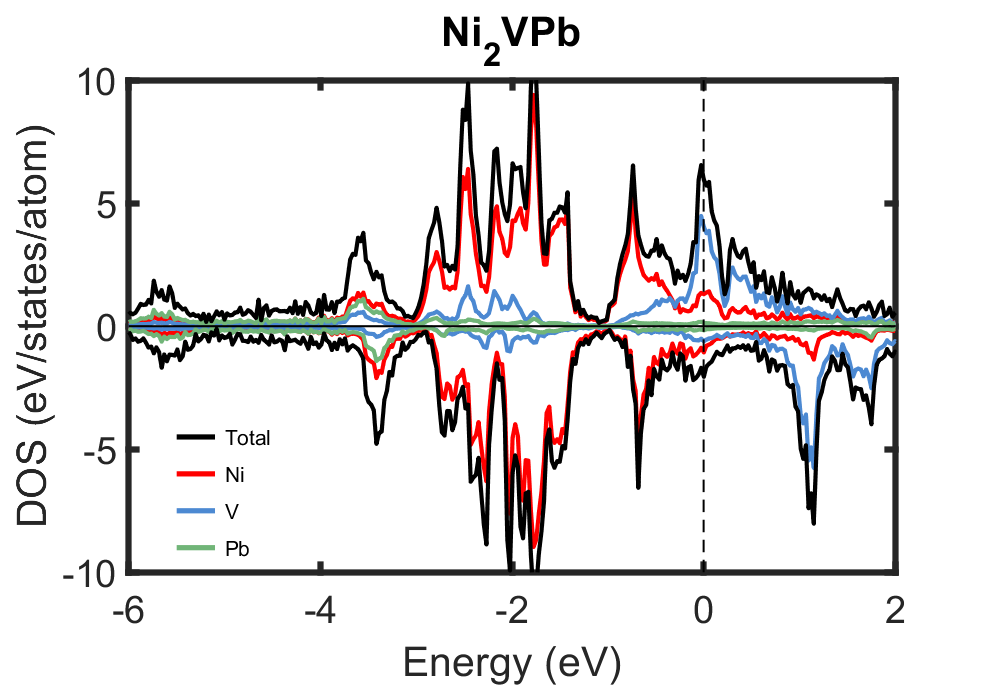 Ni2VPb
DOS (eV/states/atom)
10
5
0
-5
-10
Total
Ni
V
Pb
-6 -4 -2 0 2
Energy (eV)